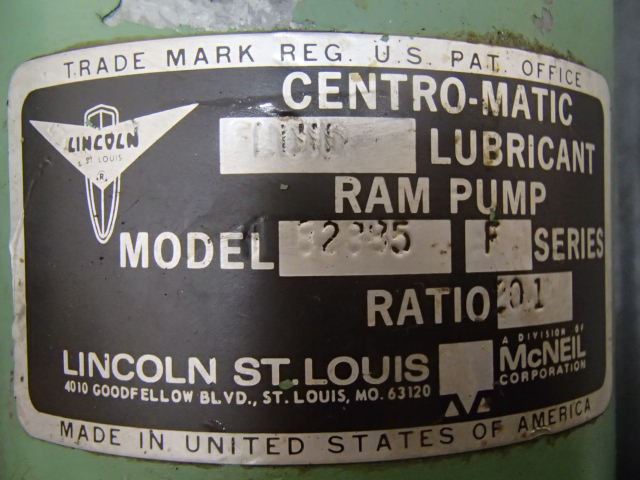 TRADE MARK REG. U.S. PAT. OFFICE
CENTRO-MATIC
LINCOLN
ST. LOUIS
R
LUBRICANT
RAM PUMP
MODEL F SERIES
RATIO
LINCOLN ST. LOUIS
4010 GOODFELLOW BLVD., ST. LOUIS, MO. 63120
A DIVISION OF
McNEIL
CORPORATION
MADE IN UNITED STATES OF AMERICA